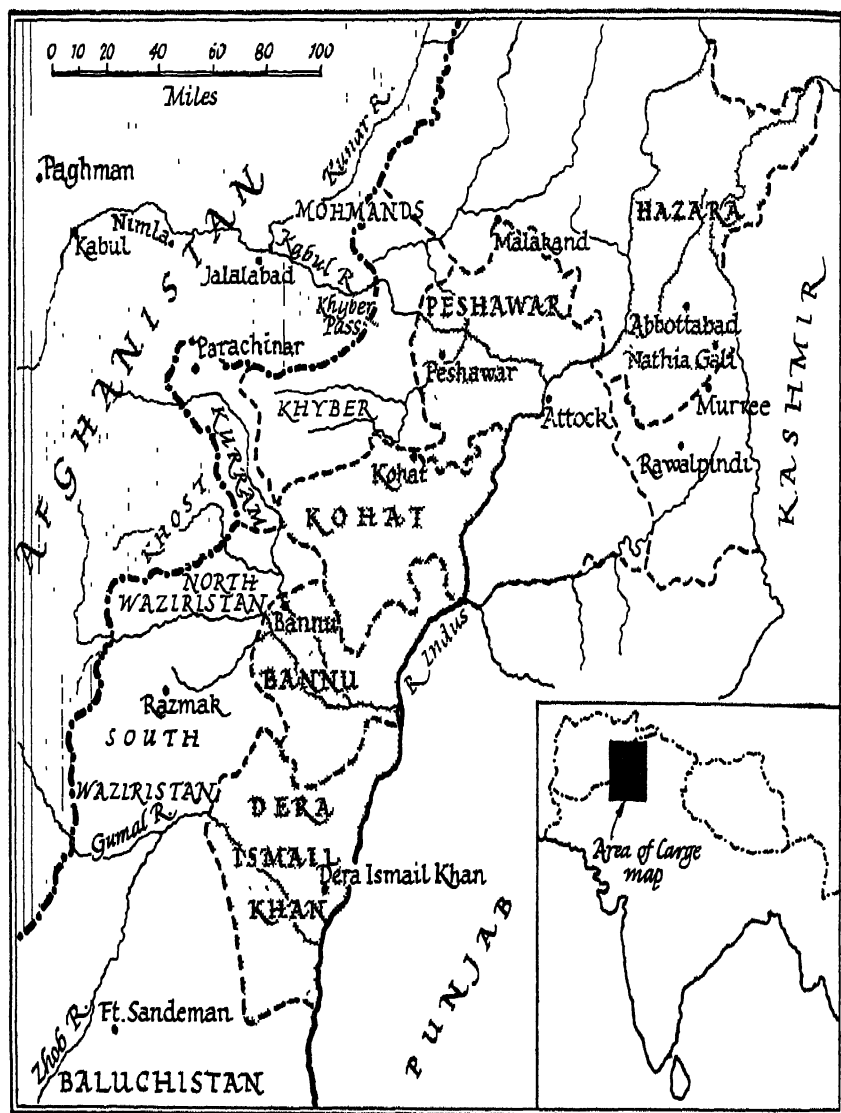 0 10 20 40 60 80 100
Miles
Kunar R.
Paghman
AFGHANISTAN
MOHMANDS
HAZARA
Nimla
Kabul
Kabul R.
Malakand
Jalalabad
Khyber
Pass
PESHAWAR
Abbottabad
Parachinar
Peshawar
Nathia Gali
KHYBER
Attock
Murree
KASHMIR
KURRAM
Kohat
Rawalpindi
KHOST
KOHAT
NORTH
WAZIRISTAN
Bannu
R. Indus
BANNU
Razmak
SOUTH
WAZIRISTAN
DERA
Gumal R.
ISMAIL
Dera Ismail Khan
KHAN
PUNJAB
Area of large
map
Ft. Sandeman
Zhob R.
BALUCHISTAN